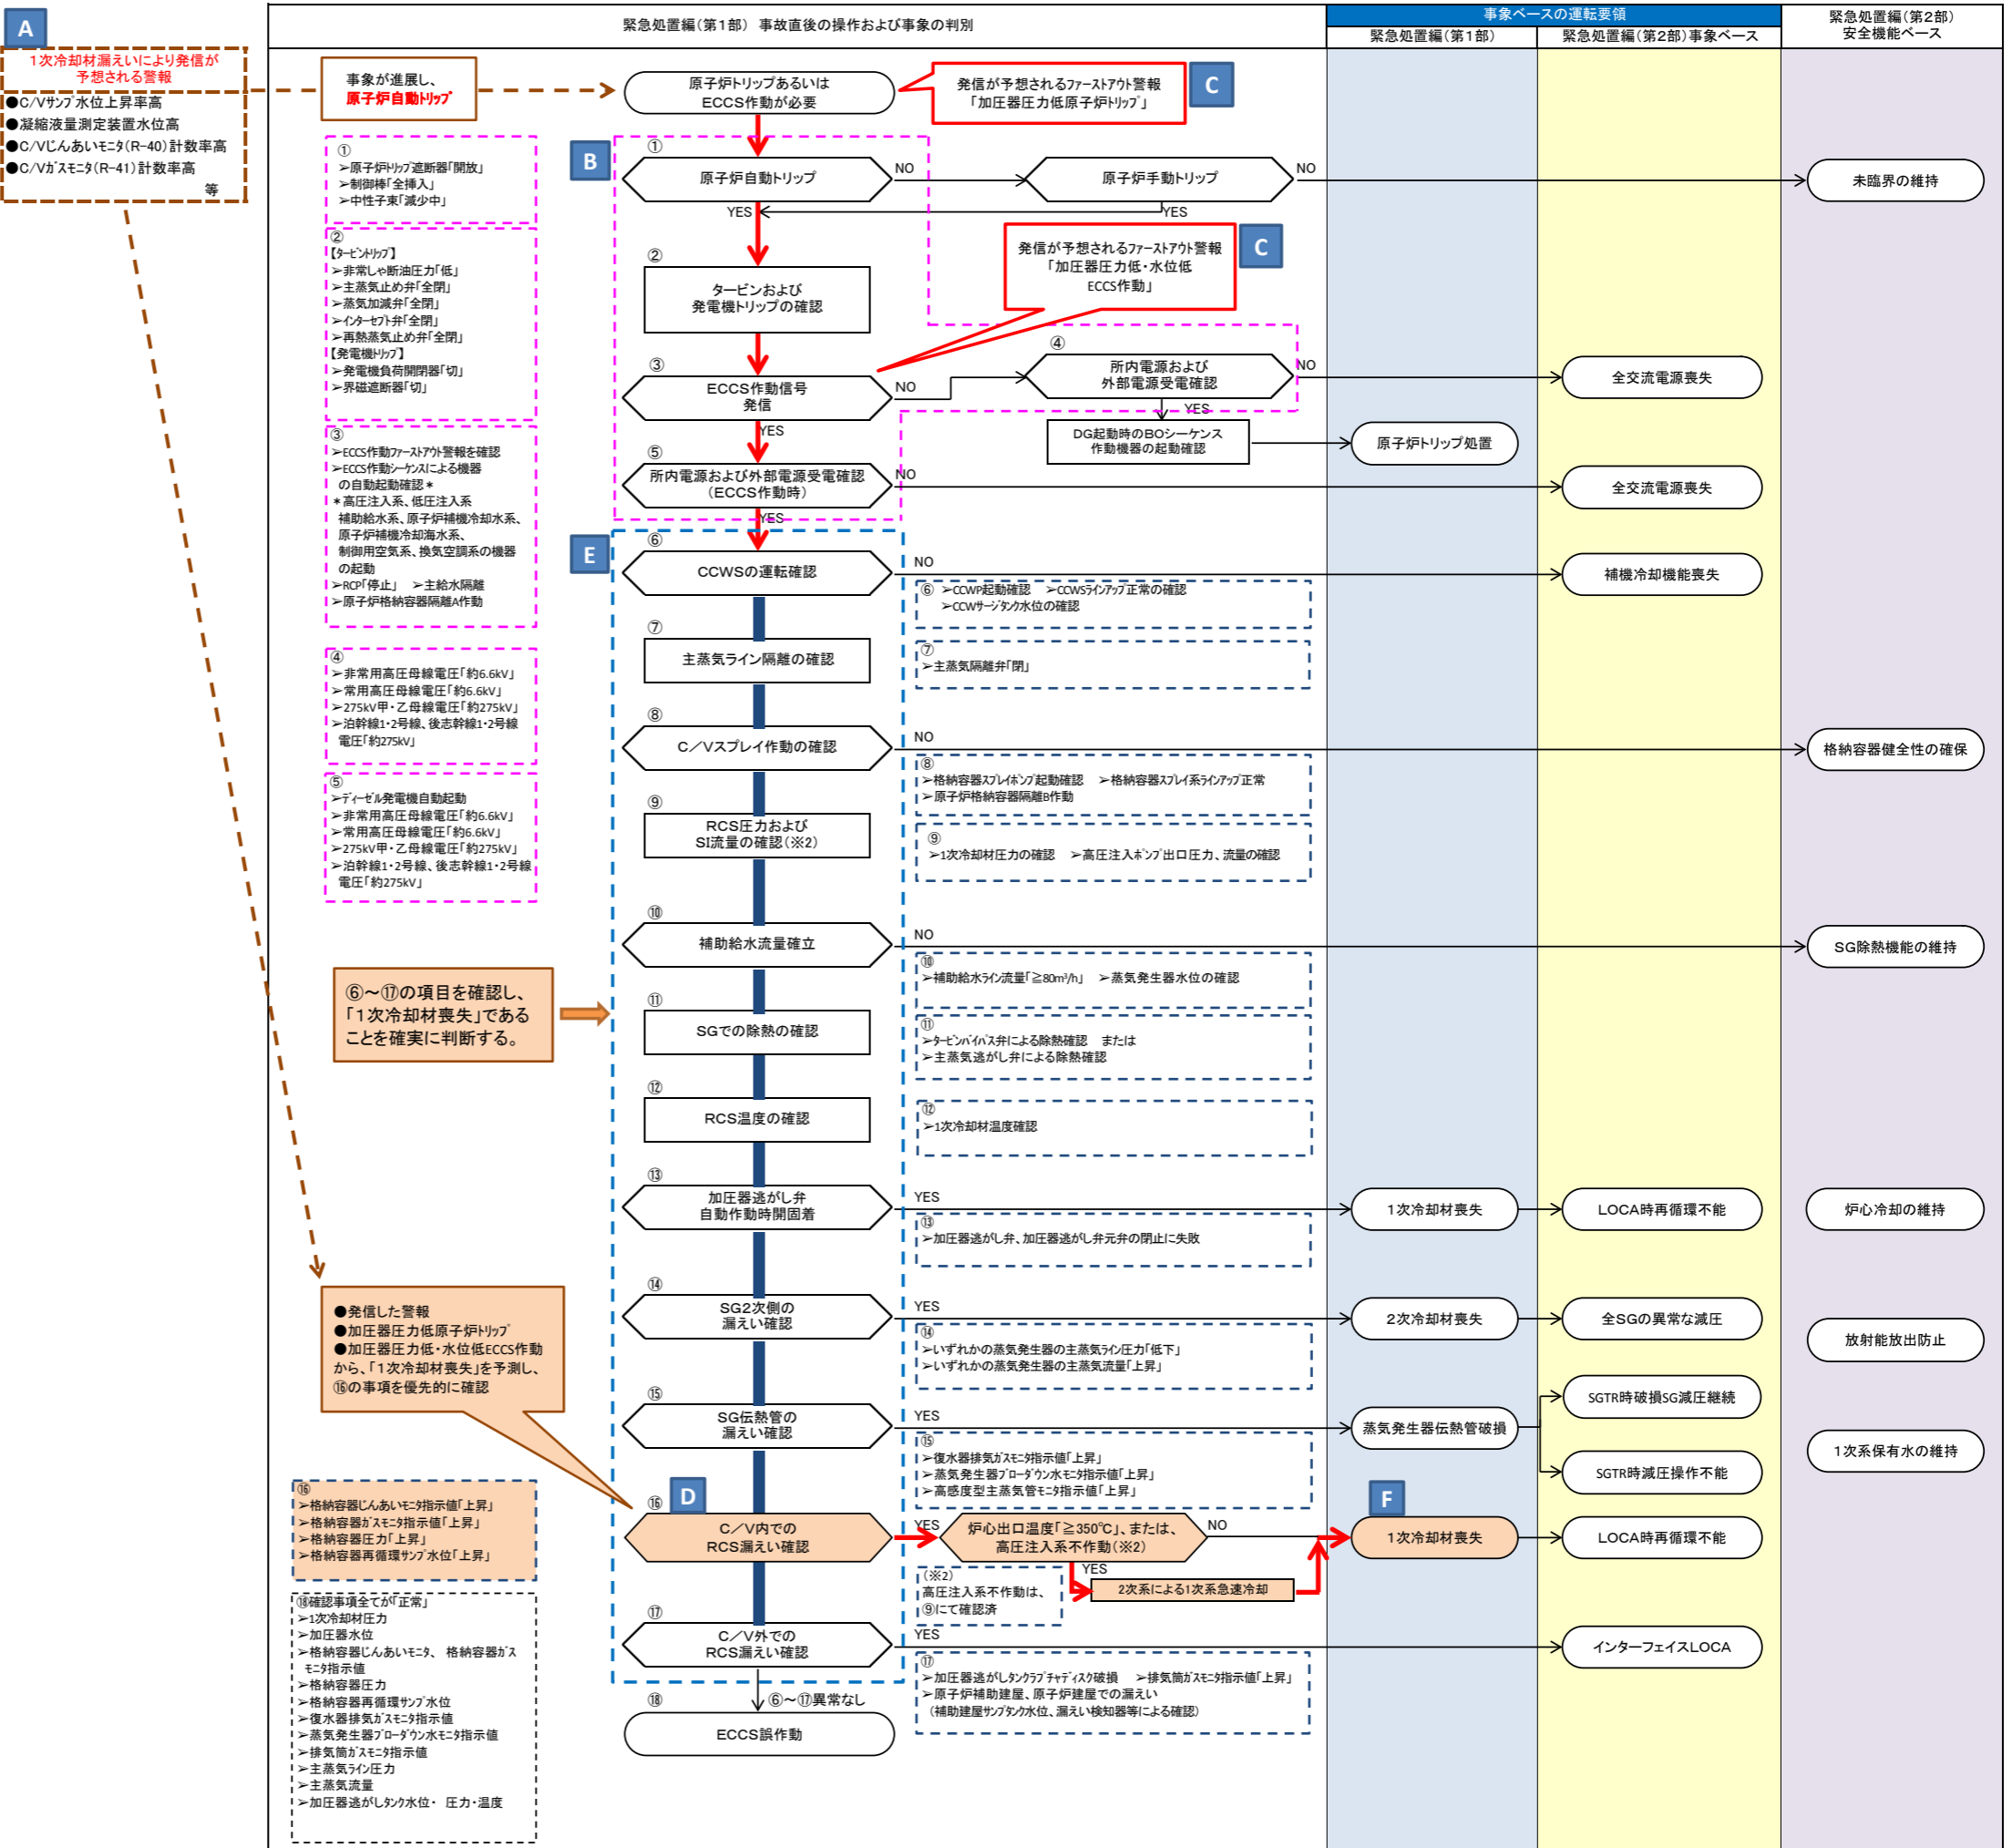 緊急処置編(第1部) 事故直後の操作および事象の判別
事象ベースの運転要領
緊急処置編(第1部)
緊急処置編(第2部)事象ベース
緊急処置編(第2部)
安全機能ベース
A
1次冷却材漏えいにより発信が
予想される警報
●C/Vサンプ水位上昇率高
●凝縮液量測定装置水位高
●C/Vじんあいモニタ(R-40)計数率高
●C/Vガスモニタ(R-41)計数率高
等
事象が進展し、
原子炉自動トリップ
原子炉トリップあるいは
ECCS作動が必要
発信が予想されるファーストアウト警報
「加圧器圧力低原子炉トリップ」
C
①
➢原子炉トリップ遮断器「開放」
➢制御棒「全挿入」
➢中性子束「減少中」
B
①
原子炉自動トリップ
NO
原子炉手動トリップ
NO
未臨界の維持
YES
YES
②
【タービントリップ】
➢非常しゃ断油圧力「低」
➢主蒸気止め弁「全閉」
➢蒸気加減弁「全閉」
➢インターセプト弁「全閉」
➢再熱蒸気止め弁「全閉」
【発電機トリップ】
➢発電機負荷開閉器「切」
➢界磁遮断器「切」
②
タービンおよび
発電機トリップの確認
発信が予想されるファーストアウト警報
「加圧器圧力低・水位低
ECCS作動」
C
③
ECCS作動信号
発信
NO
YES
④
所内電源および
外部電源受電確認
NO
YES
全交流電源喪失
DG起動時のBOシーケンス
作動機器の起動確認
原子炉トリップ処置
③
➢ECCS作動ファーストアウト警報を確認
➢ECCS作動シーケンスによる機器
の自動起動確認*
*高圧注入系、低圧注入系
補助給水系、原子炉補機冷却水系、
原子炉補機冷却海水系、
制御用空気系、換気空調系の機器
の起動
➢RCP「停止」 ➢主給水隔離
➢原子炉格納容器隔離A作動
⑤
所内電源および外部電源受電確認
(ECCS作動時)
NO
YES
全交流電源喪失
④
➢非常用高圧母線電圧「約6.6kV」
➢常用高圧母線電圧「約6.6kV」
➢275kV甲・乙母線電圧「約275kV」
➢泊幹線1・2号線、後志幹線1・2号線
電圧「約275kV」
⑤
➢ディーゼル発電機自動起動
➢非常用高圧母線電圧「約6.6kV」
➢常用高圧母線電圧「約6.6kV」
➢275kV甲・乙母線電圧「約275kV」
➢泊幹線1・2号線、後志幹線1・2号線
電圧「約275kV」
E
⑥
CCWSの運転確認
NO
補機冷却機能喪失
⑥ ➢CCWP起動確認 ➢CCWSラインアップ正常の確認
➢CCWサージタンク水位の確認
⑦
主蒸気ライン隔離の確認
⑦
➢主蒸気隔離弁「閉」
⑧
C/Vスプレイ作動の確認
NO
格納容器健全性の確保
⑧
➢格納容器スプレイポンプ起動確認 ➢格納容器スプレイ系ラインアップ正常
➢原子炉格納容器隔離B作動
⑨
RCS圧力および
SI流量の確認(※2)
⑨
➢1次冷却材圧力の確認 ➢高圧注入ポンプ出口圧力、流量の確認
⑩
補助給水流量確立
NO
SG除熱機能の維持
⑩
➢補助給水ライン流量「≧80m³/h」 ➢蒸気発生器水位の確認
⑥～⑰の項目を確認し、
「1次冷却材喪失」である
ことを確実に判断する。
⑪
SGでの除熱の確認
⑪
➢タービンバイパス弁による除熱確認 または
➢主蒸気逃がし弁による除熱確認
⑫
RCS温度の確認
⑫
➢1次冷却材温度確認
⑬
加圧器逃がし弁
自動作動時開固着
YES
1次冷却材喪失
LOCA時再循環不能
炉心冷却の維持
⑬
➢加圧器逃がし弁、加圧器逃がし弁元弁の閉止に失敗
⑭
SG2次側の
漏えい確認
YES
2次冷却材喪失
全SGの異常な減圧
放射能放出防止
⑭
➢いずれかの蒸気発生器の主蒸気ライン圧力「低下」
➢いずれかの蒸気発生器の主蒸気流量「上昇」
●発信した警報
●加圧器圧力低原子炉トリップ
●加圧器圧力低・水位低ECCS作動
から、「1次冷却材喪失」を予測し、
⑯の事項を優先的に確認
⑮
SG伝熱管の
漏えい確認
YES
蒸気発生器伝熱管破損
SGTR時破損SG減圧継続
SGTR時減圧操作不能
1次系保有水の維持
⑮
➢復水器排気ガスモニタ指示値「上昇」
➢蒸気発生器ブローダウン水モニタ指示値「上昇」
➢高感度型主蒸気管モニタ指示値「上昇」
⑯
➢格納容器じんあいモニタ指示値「上昇」
➢格納容器ガスモニタ指示値「上昇」
➢格納容器圧力「上昇」
➢格納容器再循環サンプ水位「上昇」
D
⑯
C/V内での
RCS漏えい確認
YES
炉心出口温度「≧350℃」、または、
高圧注入系不作動(※2)
NO
YES
2次系による1次系急速冷却
F
1次冷却材喪失
LOCA時再循環不能
(※2)
高圧注入系不作動は、
⑨にて確認済
⑰
C/V外での
RCS漏えい確認
YES
インターフェイスLOCA
⑰
➢加圧器逃がしタンクラプチャディスク破損 ➢排気筒ガスモニタ指示値「上昇」
➢原子炉補助建屋、原子炉建屋での漏えい
(補助建屋サンプタンク水位、漏えい検知器等による確認)
⑱確認事項全てが「正常」
➢1次冷却材圧力
➢加圧器水位
➢格納容器じんあいモニタ、 格納容器ガス
モニタ指示値
➢格納容器圧力
➢格納容器再循環サンプ水位
➢復水器排気ガスモニタ指示値
➢蒸気発生器ブローダウン水モニタ指示値
➢排気筒ガスモニタ指示値
➢主蒸気ライン圧力
➢主蒸気流量
➢加圧器逃がしタンク水位・ 圧力・温度
⑱
⑥～⑰異常なし
ECCS誤作動